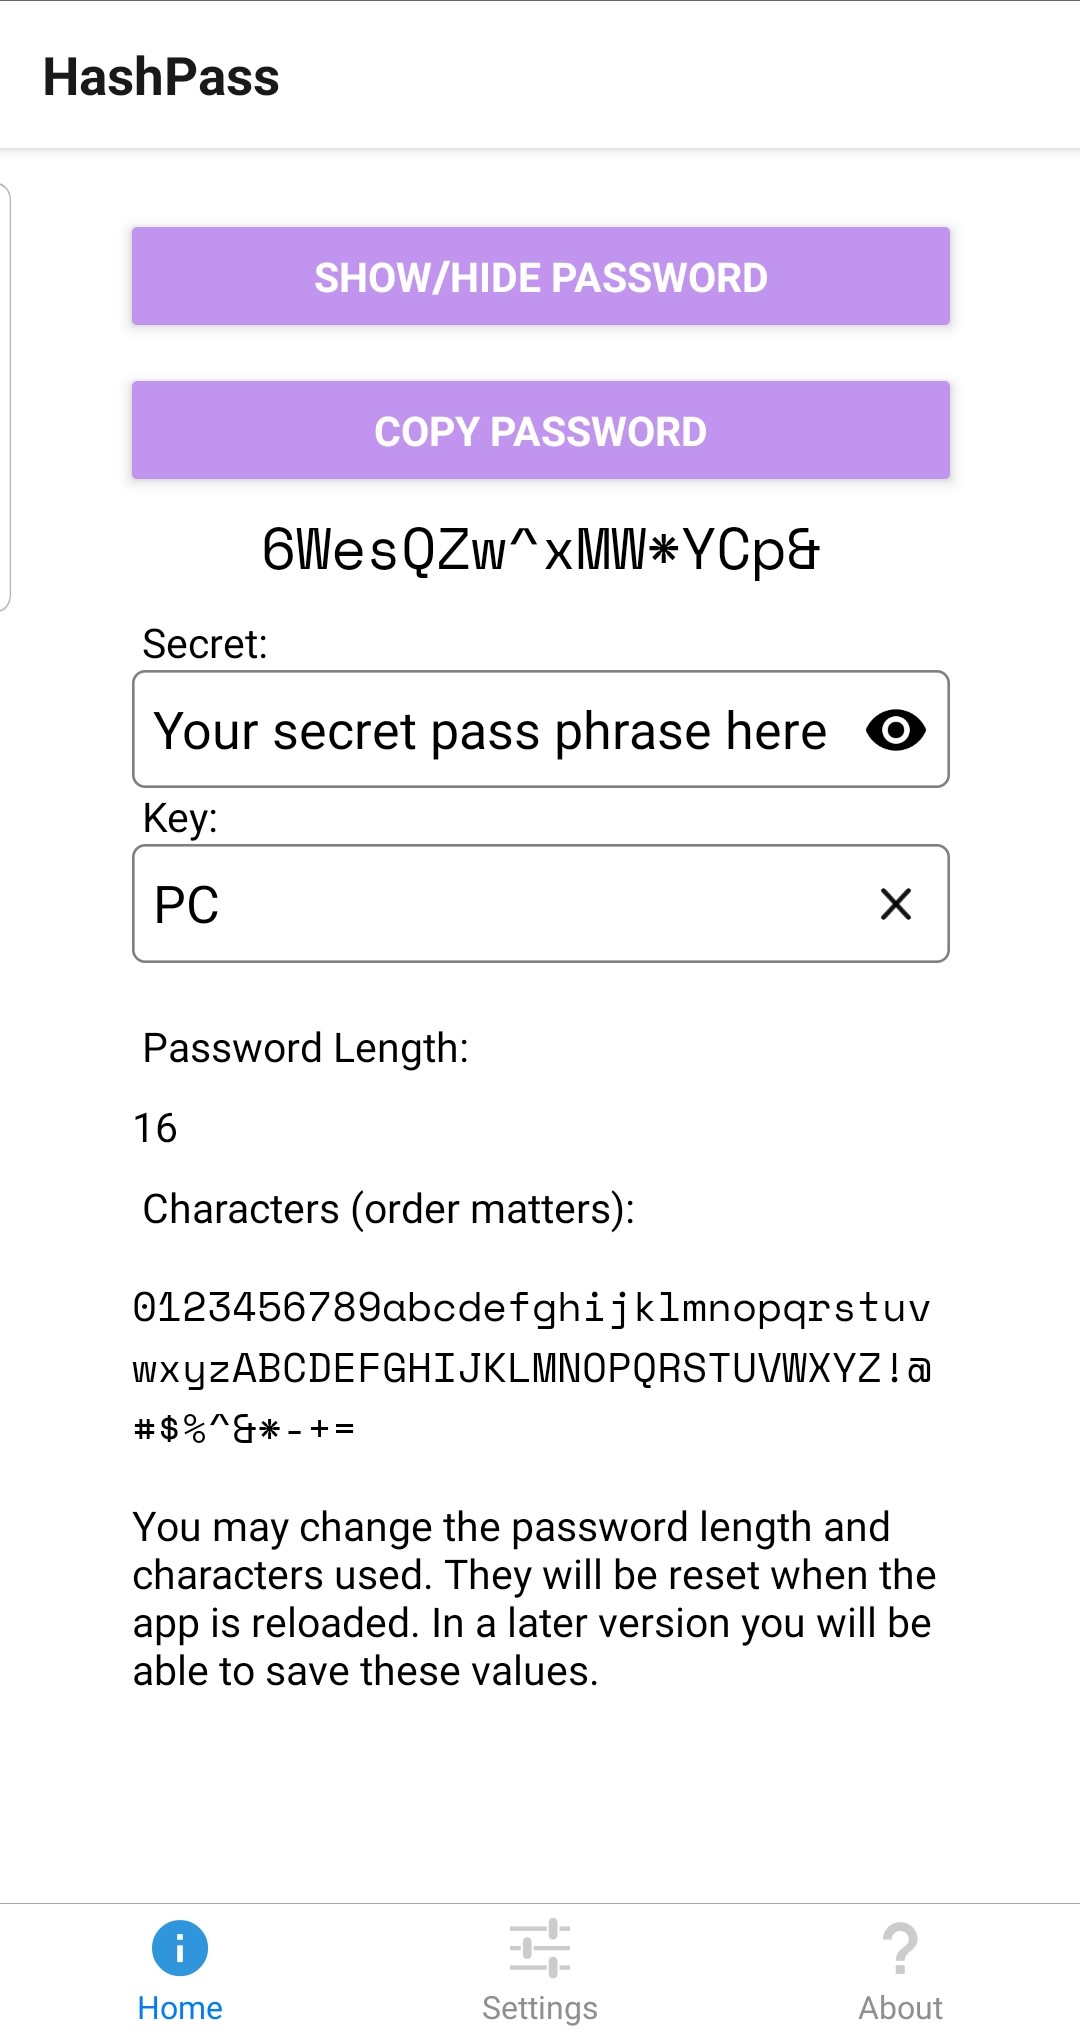 HashPass
SHOW/HIDE PASSWORD
COPY PASSWORD
6WesQZw^xMW*YCp&
Secret:
Your secret pass phrase here
Key:
PC
Password Length:
16
Characters (order matters):
0123456789abcdefghijklmnopqrstuv
wxyzABCDEFGHIJKLMNOPQRSTUVWXYZ!@
#$%^&*-+=
You may change the password length and
characters used. They will be reset when the
app is reloaded. In a later version you will be
able to save these values.
Home
Settings
About